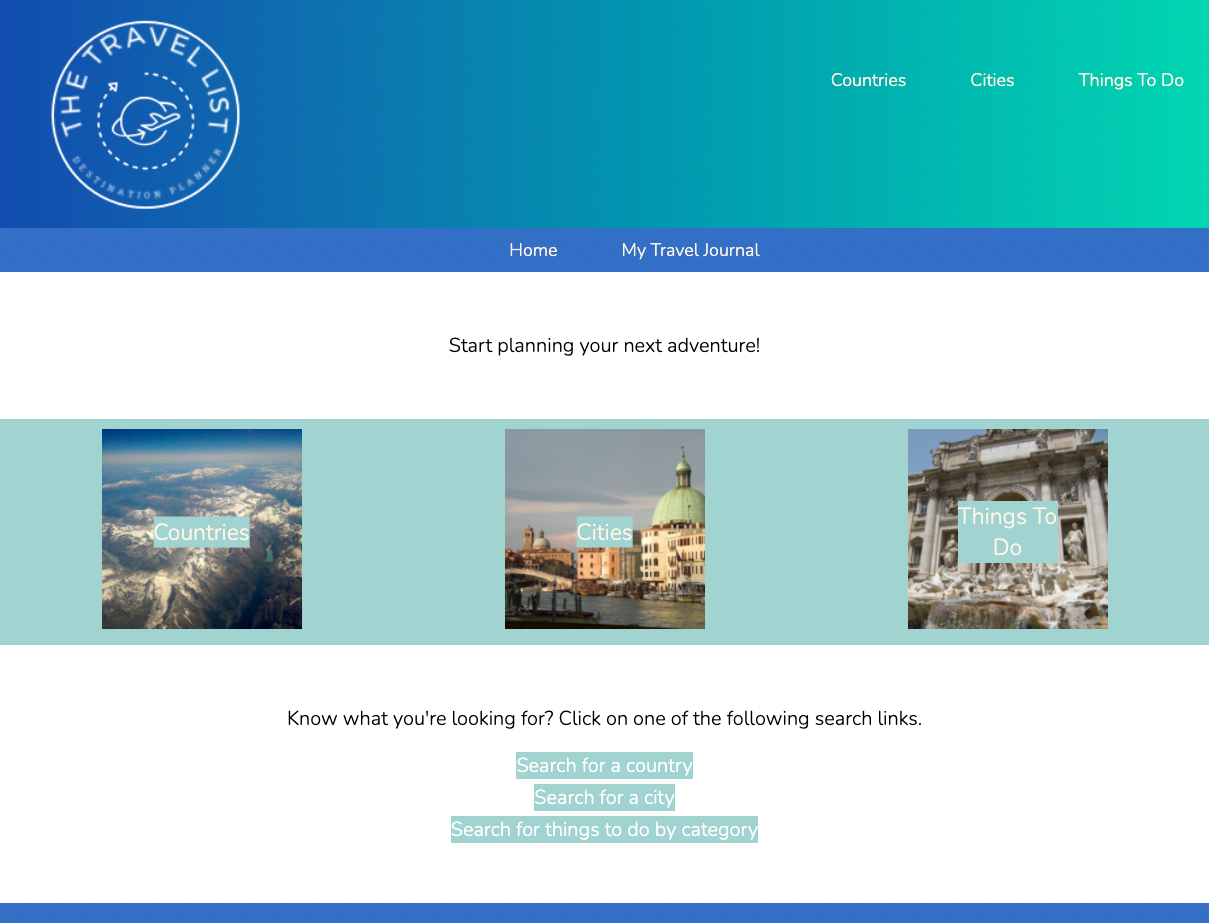 THE TRAVEL LIST
DESTINATION PLANNER
Countries Cities Things To Do
Home My Travel Journal
Start planning your next adventure!
Countries
Cities
Things To
Do
Know what you're looking for? Click on one of the following search links.
Search for a country
Search for a city
Search for things to do by category